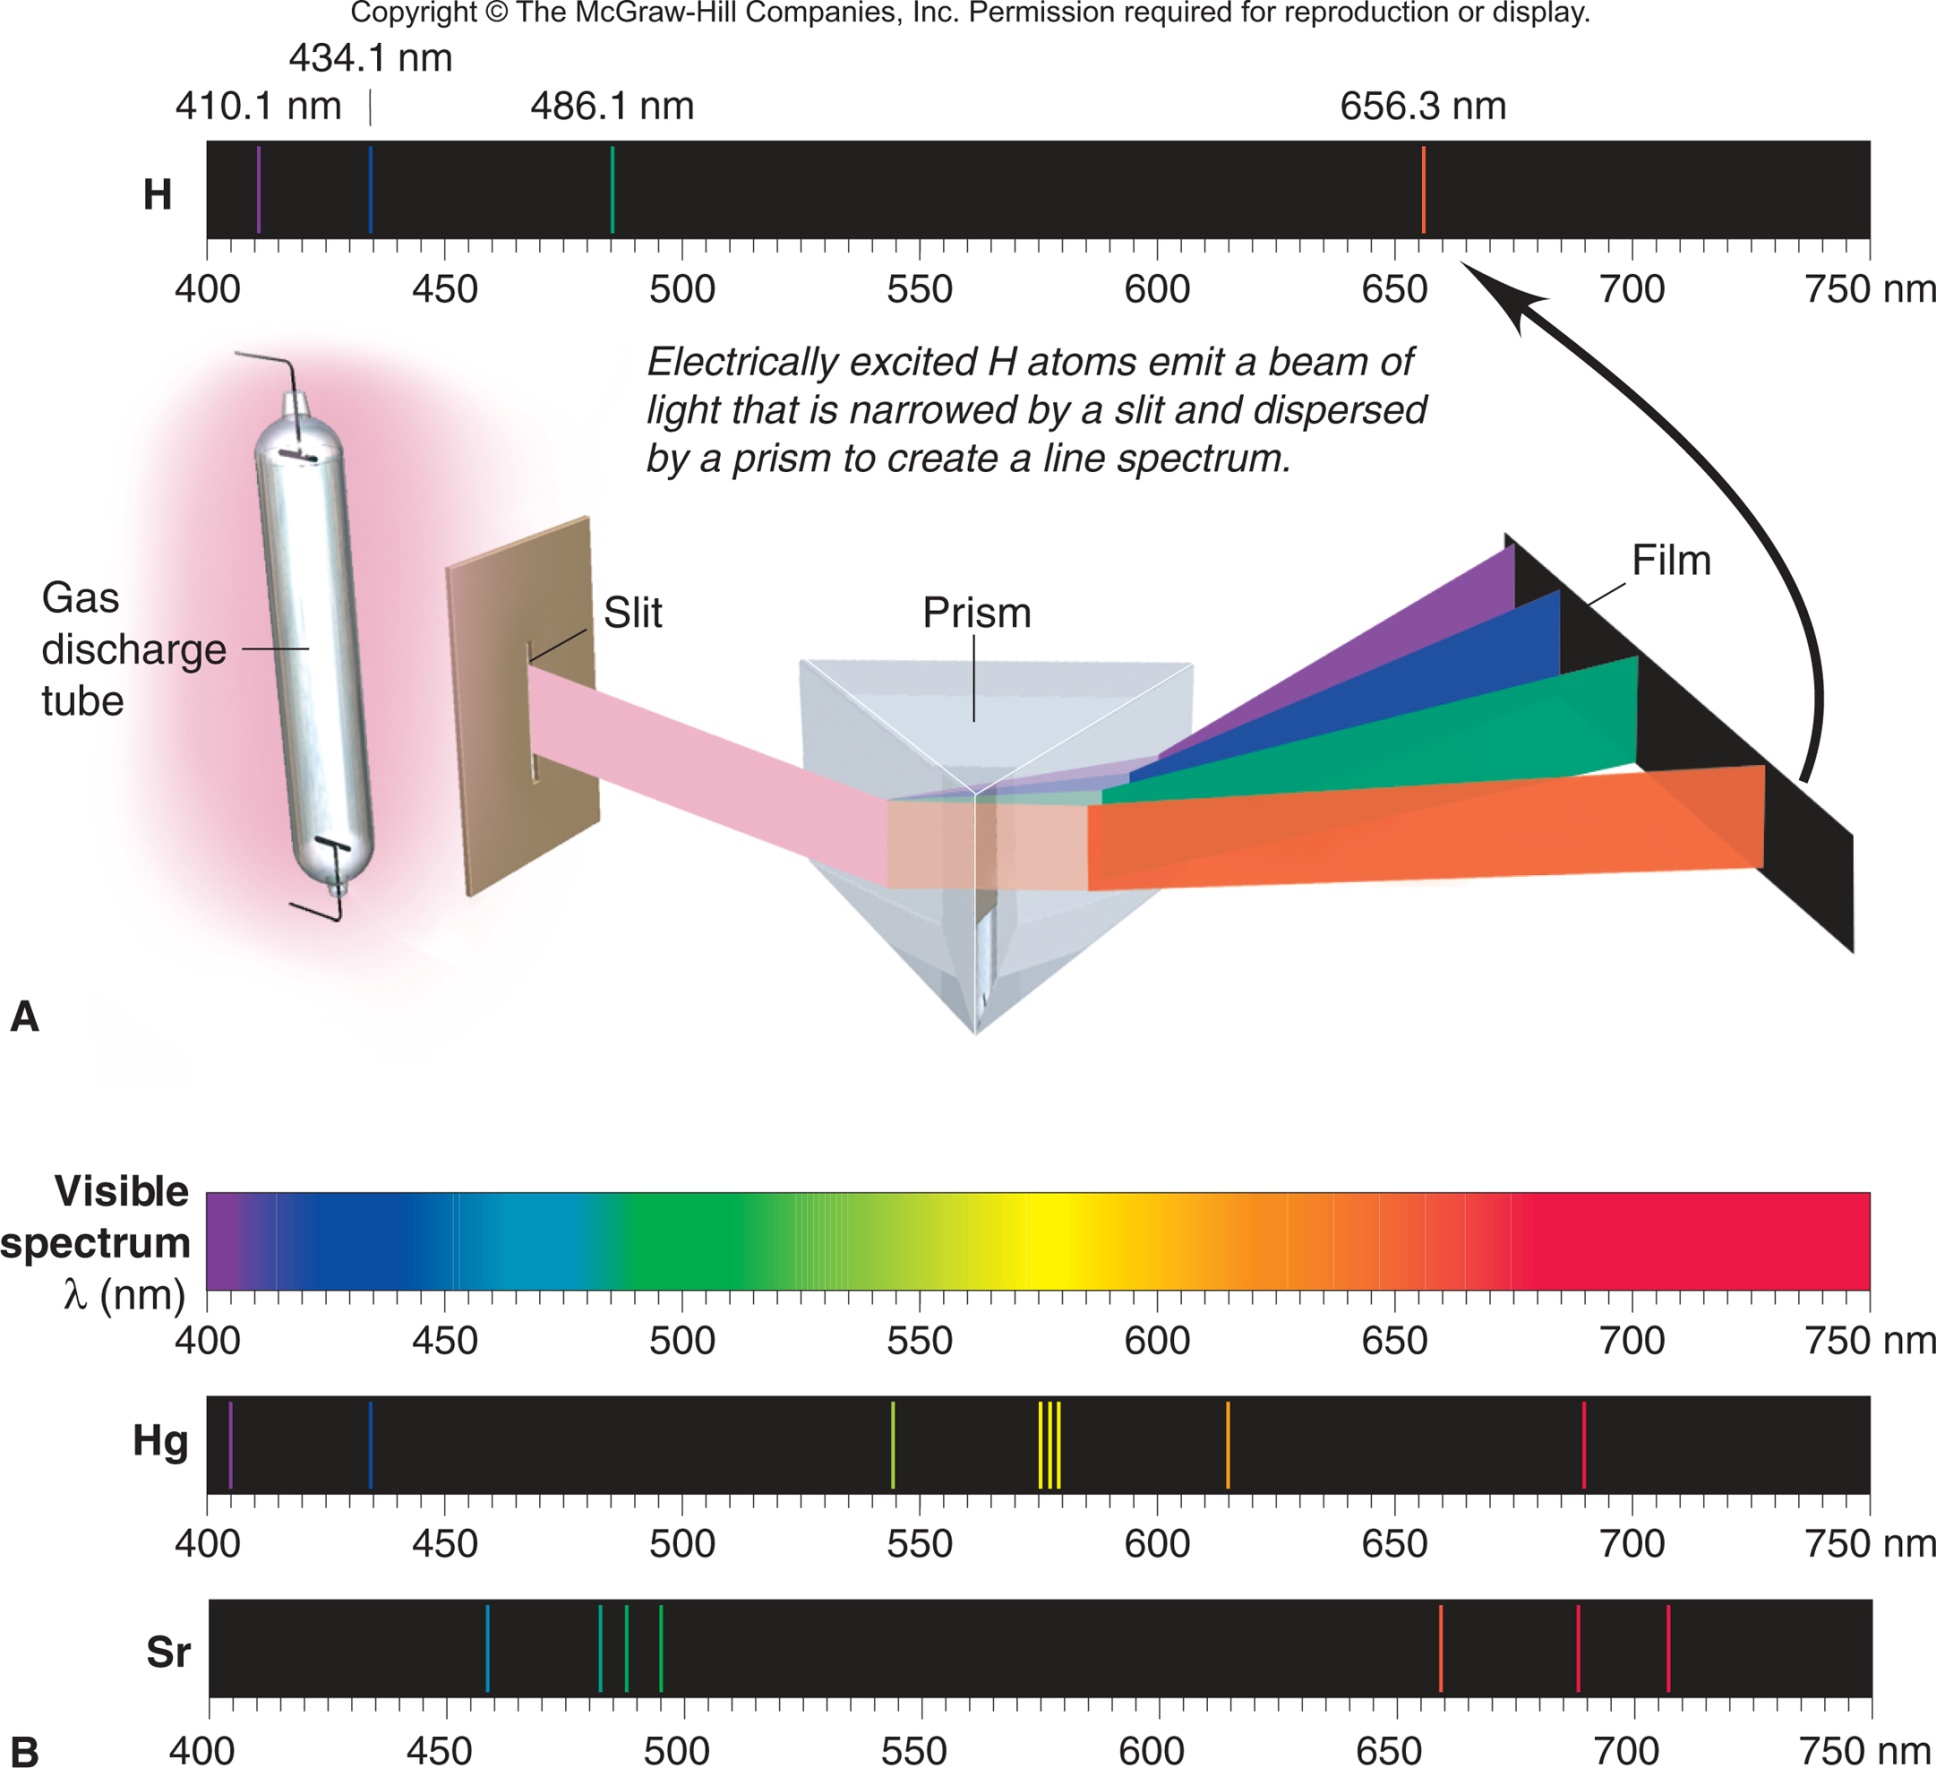 Copyright © The McGraw-Hill Companies, Inc. Permission required for reproduction or display.
434.1 nm
410.1 nm 486.1 nm 656.3 nm
H
400 450 500 550 600 650 700 750 nm
Electrically excited H atoms emit a beam of
light that is narrowed by a slit and dispersed
by a prism to create a line spectrum.
Film
Gas
discharge
tube
Slit
Prism
A
Visible
spectrum
λ (nm)
400 450 500 550 600 650 700 750 nm
Hg
400 450 500 550 600 650 700 750 nm
Sr
B
400 450 500 550 600 650 700 750 nm